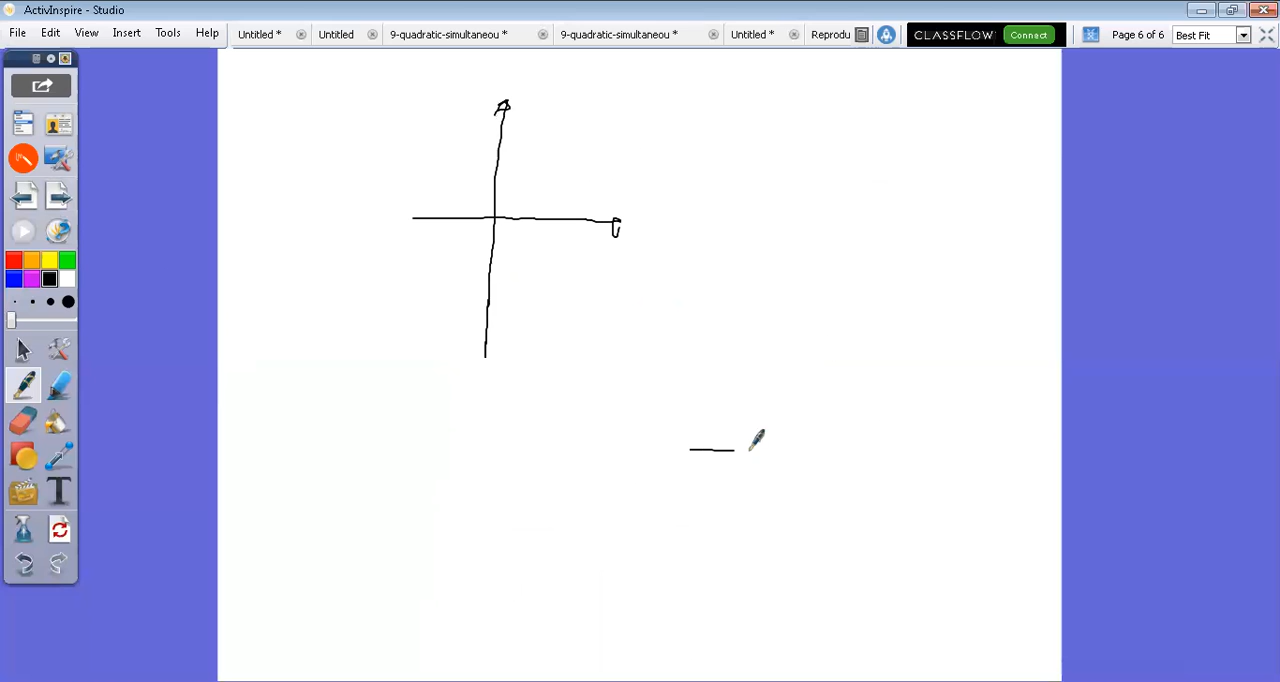 ActivInspire - Studio
File Edit View Insert Tools Help Untitled * Untitled 9-quadratic-simultaneou * 9-quadratic-simultaneou * Untitled * Reprodu CLASSFLOW Connect Page 6 of 6 Best Fit
T